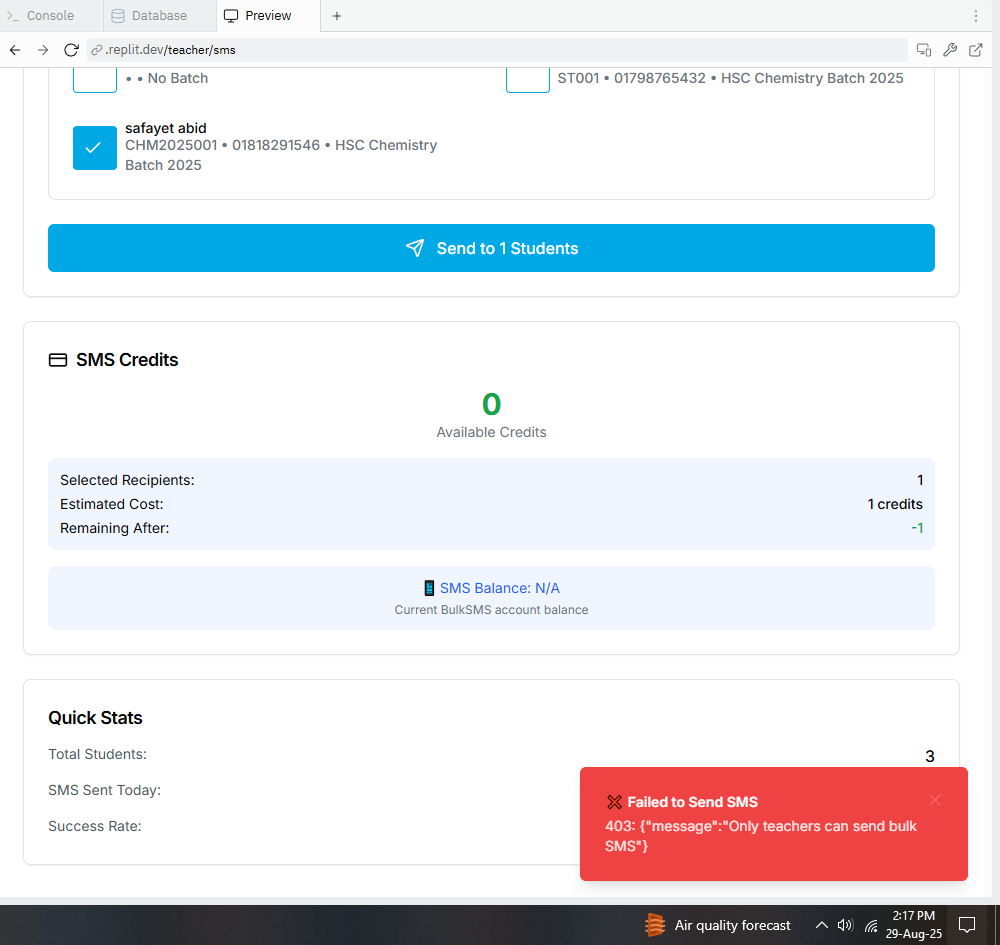 Console
Database
Preview
.replit.dev/teacher/sms
• • No Batch
ST001 • 01798765432 • HSC Chemistry Batch 2025
safayet abid
CHM2025001 • 01818291546 • HSC Chemistry
Batch 2025
Send to 1 Students
SMS Credits
0
Available Credits
Selected Recipients: 1
Estimated Cost: 1 credits
Remaining After: -1
SMS Balance: N/A
Current BulkSMS account balance
Quick Stats
Total Students: 3
SMS Sent Today:
Success Rate:
Failed to Send SMS
403: {"message":"Only teachers can send bulk
SMS"}
Air quality forecast
2:17 PM
29-Aug-25